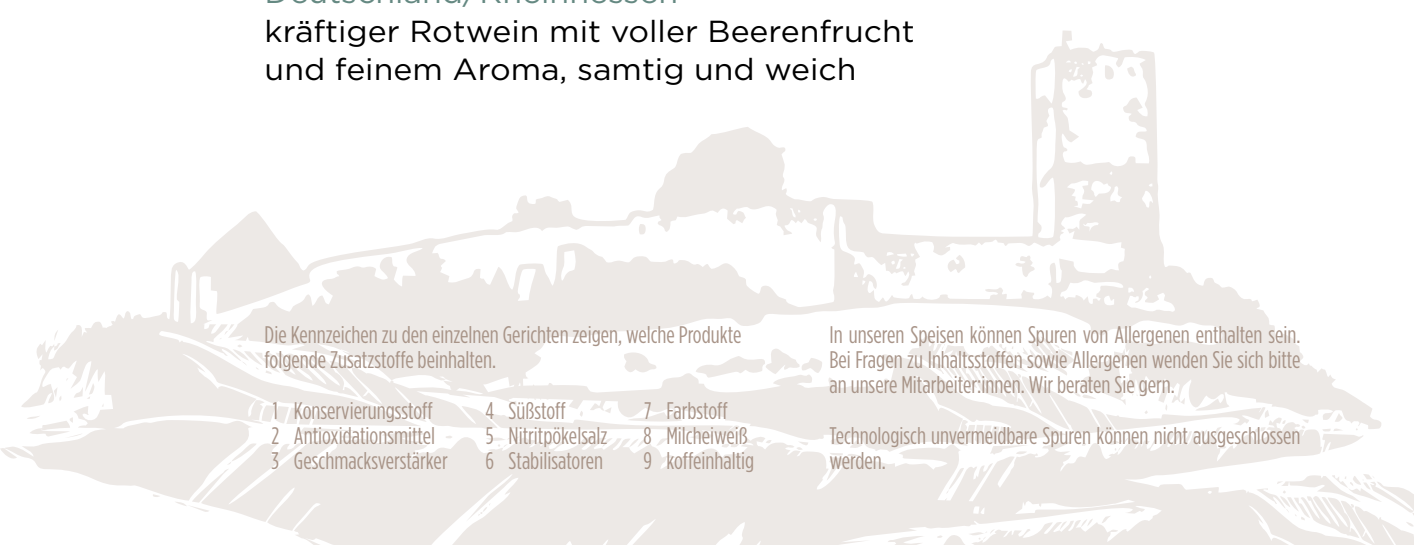 Deutschland/Rheinhessen
kräftiger Rotwein mit voller Beerenfrucht
und feinem Aroma, samtig und weich
Die Kennzeichen zu den einzelnen Gerichten zeigen, welche Produkte
folgende Zusatzstoffe beinhalten.
1 Konservierungsstoff
2 Antioxidationsmittel
3 Geschmacksverstärker
4 Süßstoff
5 Nitritpökelsalz
6 Stabilisatoren
7 Farbstoff
8 Milcheiweiß
9 koffeinhaltig
In unseren Speisen können Spuren von Allergenen enthalten sein.
Bei Fragen zu Inhaltsstoffen sowie Allergenen wenden Sie sich bitte
an unsere Mitarbeiter:innen. Wir beraten Sie gern.
Technologisch unvermeidbare Spuren können nicht ausgeschlossen
werden.